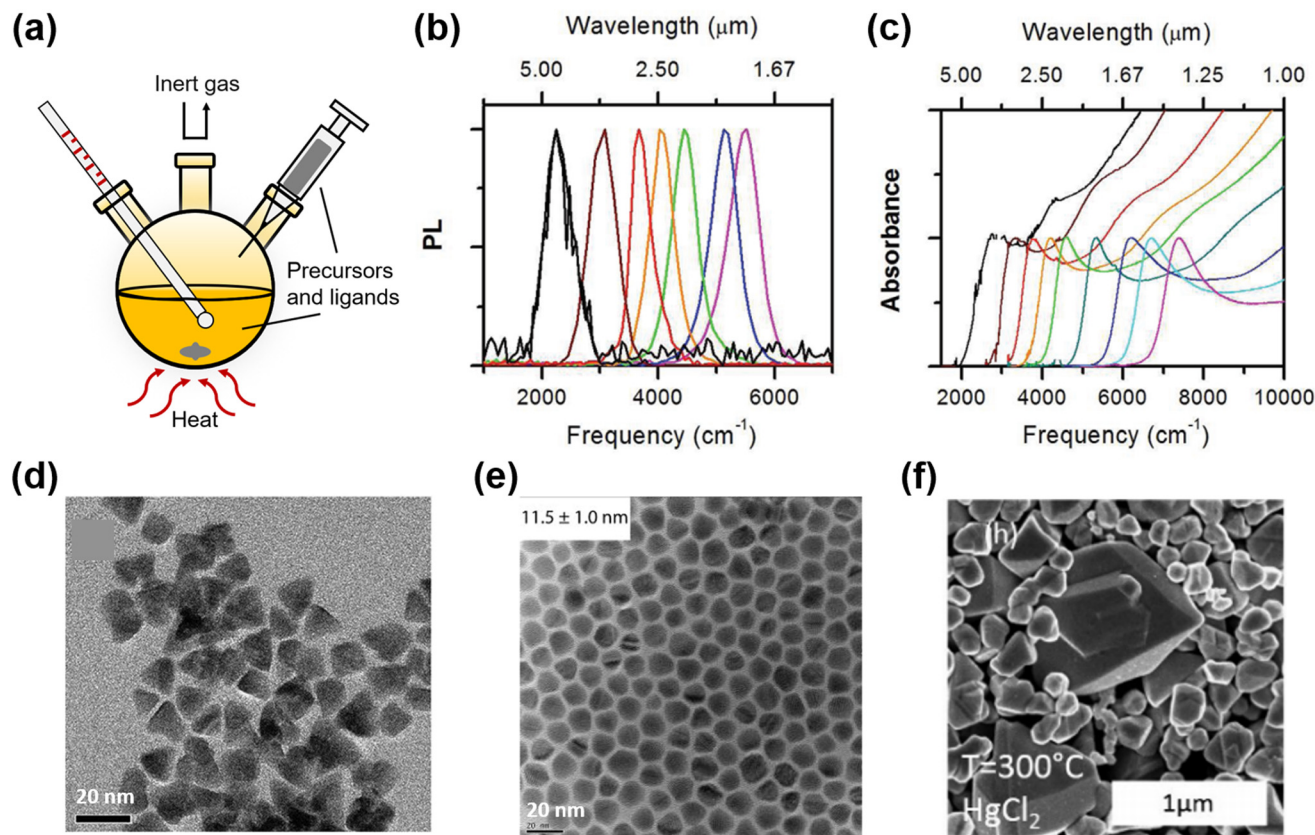 (a)
Inert gas
Precursors
and ligands
Heat
(b)
Wavelength (μm)
5.00 2.50 1.67
PL
2000 4000 6000
Frequency (cm⁻¹)
(c)
Wavelength (μm)
5.00 2.50 1.67 1.25 1.00
Absorbance
2000 4000 6000 8000 10000
Frequency (cm⁻¹)
(d)
20 nm
(e)
11.5 ± 1.0 nm
20 nm
20 nm
(f)
(h)
T=300°C
HgCl₂
1μm